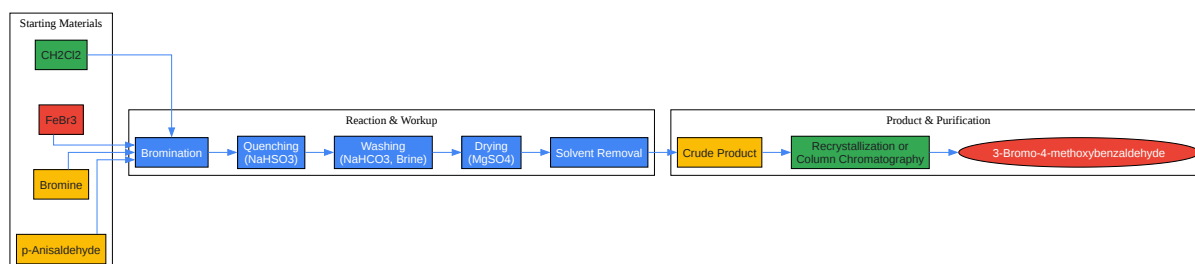 Starting Materials
CH2Cl2
FeBr3
Bromine
p-Anisaldehyde
Reaction & Workup
Bromination
Quenching
(NaHSO3)
Washing
(NaHCO3, Brine)
Drying
(MgSO4)
Solvent Removal
Product & Purification
Crude Product
Recrystallization or
Column Chromatography
3-Bromo-4-methoxybenzaldehyde